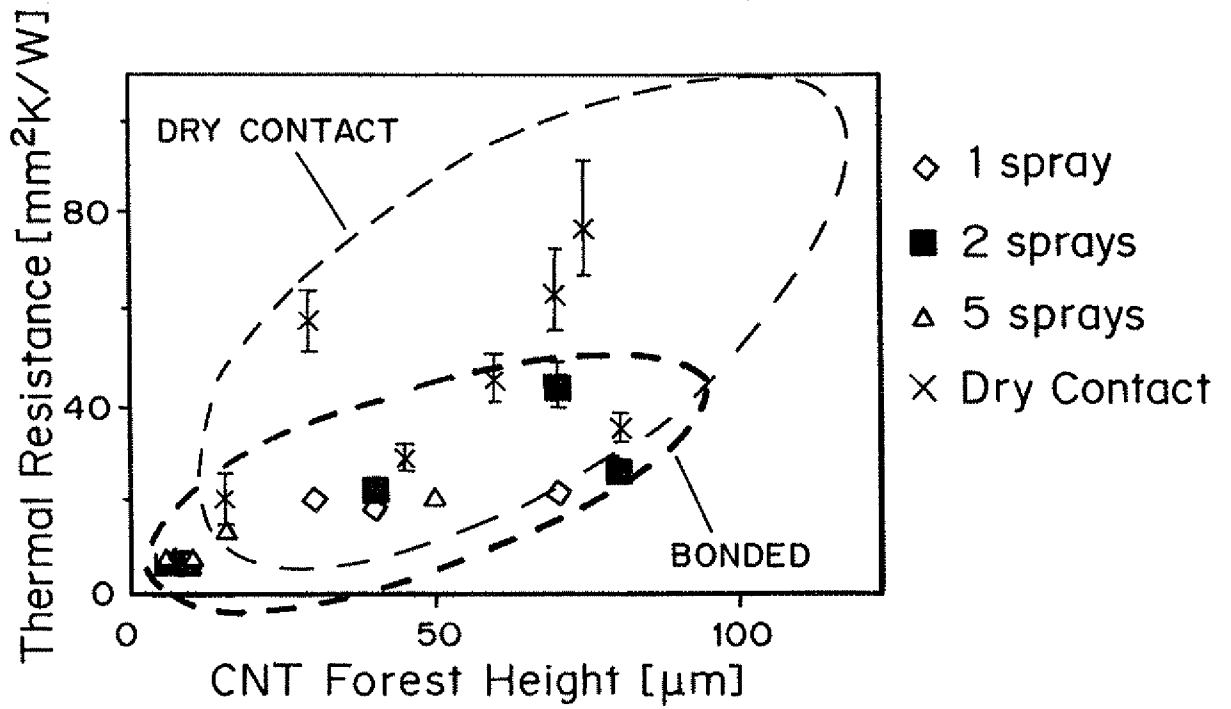 Thermal Resistance [mm²K/W]
DRY CONTACT
80
40
0
BONDED
0
50
100
CNT Forest Height [μm]
1 spray
2 sprays
5 sprays
Dry Contact